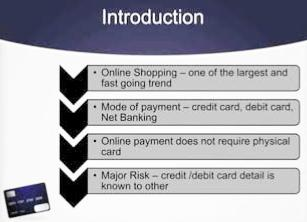 Introduction
• Online Shopping – one of the largest and
fast going trend
• Mode of payment – credit card, debit card,
Net Banking
• Online payment does not require physical
card
• Major Risk – credit /debit card detail is
known to other